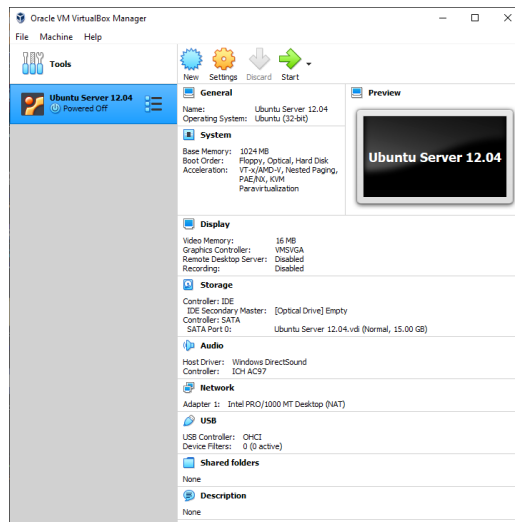 Oracle VM VirtualBox Manager
File Machine Help
Tools
New Settings Discard Start
Ubuntu Server 12.04
Powered Off
General
Name: Ubuntu Server 12.04
Operating System: Ubuntu (32-bit)
Preview
Ubuntu Server 12.04
System
Base Memory: 1024 MB
Boot Order: Floppy, Optical, Hard Disk
Acceleration: VT-x/AMD-V, Nested Paging,
PAE/NX, KVM
Paravirtualization
Display
Video Memory: 16 MB
Graphics Controller: VMSVGA
Remote Desktop Server: Disabled
Recording: Disabled
Storage
Controller: IDE
IDE Secondary Master: [Optical Drive] Empty
Controller: SATA
SATA Port 0: Ubuntu Server 12.04.vdi (Normal, 15.00 GB)
Audio
Host Driver: Windows DirectSound
Controller: ICH AC97
Network
Adapter 1: Intel PRO/1000 MT Desktop (NAT)
USB
USB Controller: OHCI
Device Filters: 0 (0 active)
Shared folders
None
Description
None